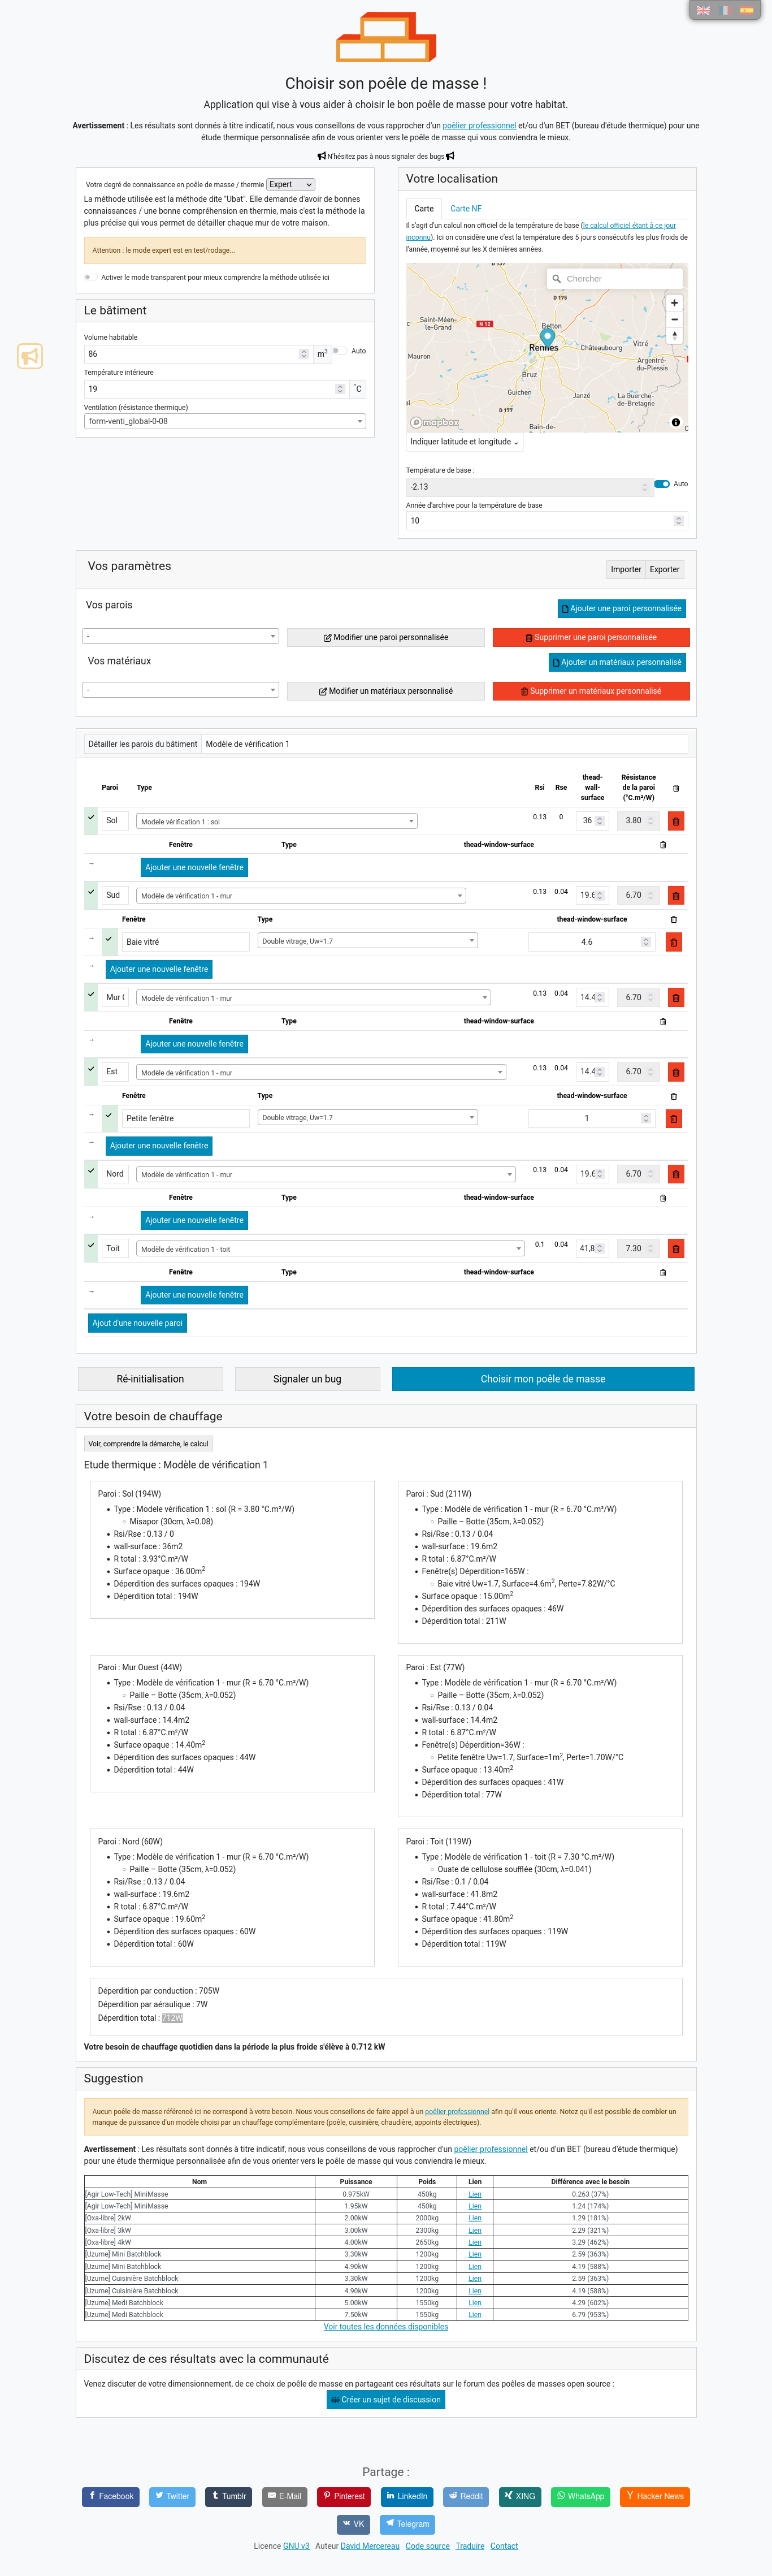 Choisir son poêle de masse !
Application qui vise à vous aider à choisir le bon poêle de masse pour votre habitat.
Avertissement : Les résultats sont donnés à titre indicatif, nous vous conseillons de vous rapprocher d'un poêlier professionnel et/ou d'un BET (bureau d'étude thermique) pour une
étude thermique personnalisée afin de vous orienter vers le poêle de masse qui vous conviendra le mieux.
N'hésitez pas à nous signaler des bugs
Votre degré de connaissance en poêle de masse / thermie Expert
La méthode utilisée est la méthode dite "Ubat". Elle demande d'avoir de bonnes
connaissances / une bonne compréhension en thermie, mais c'est la méthode la
plus précise qui vous permet de détailler chaque mur de votre maison.
Attention : le mode expert est en test/rodage...
Activer le mode transparent pour mieux comprendre la méthode utilisée ici
Le bâtiment
Volume habitable
86 m3 Auto
Température intérieure
19 °C
Ventilation (résistance thermique)
form-venti_global-0-08
Votre localisation
Carte Carte NF
Il s'agit d'un calcul non officiel de la température de base (le calcul officiel étant à ce jour
inconnu). Ici on considère une c'est la température des 5 jours consécutifs les plus froids de
l'année, moyenné sur les X dernières années.
Chercher
D 175
Saint-Méen-
le-Grand
N 12
Betton
Châteaubourg
Vitré
Rennes
Mauron
Argentré-
du-Plessis
Bruz
Guichen
Janzé
La Guerche-
de-Bretagne
D 177
Bain-de-
mapbox
Indiquer latitude et longitude
Température de base :
-2.13 Auto
Année d'archive pour la température de base
10
Vos paramètres
Importer Exporter
Vos parois
Ajouter une paroi personnalisée
- Modifier une paroi personnalisée Supprimer une paroi personnalisée
Vos matériaux
Ajouter un matériaux personnalisé
- Modifier un matériaux personnalisé Supprimer un matériaux personnalisé
Détailler les parois du bâtiment Modèle de vérification 1
Paroi Type Rsi Rse thead-wall-surface Résistance de la paroi (°C.m²/W)
Sol Modele vérification 1 : sol 0.13 0 36 3.80
Fenêtre Type thead-window-surface
→ Ajouter une nouvelle fenêtre
Sud Modèle de vérification 1 - mur 0.13 0.04 19.6 6.70
Fenêtre Type thead-window-surface
→ Baie vitré Double vitrage, Uw=1.7 4.6
→ Ajouter une nouvelle fenêtre
Mur Modèle de vérification 1 - mur 0.13 0.04 14.4 6.70
Fenêtre Type thead-window-surface
→ Ajouter une nouvelle fenêtre
Est Modèle de vérification 1 - mur 0.13 0.04 14.4 6.70
Fenêtre Type thead-window-surface
→ Petite fenêtre Double vitrage, Uw=1.7 1
→ Ajouter une nouvelle fenêtre
Nord Modèle de vérification 1 - mur 0.13 0.04 19.6 6.70
Fenêtre Type thead-window-surface
→ Ajouter une nouvelle fenêtre
Toit Modèle de vérification 1 - toit 0.1 0.04 41,8 7.30
Fenêtre Type thead-window-surface
→ Ajouter une nouvelle fenêtre
Ajout d'une nouvelle paroi
Ré-initialisation Signaler un bug Choisir mon poêle de masse
Votre besoin de chauffage
Voir, comprendre la démarche, le calcul
Etude thermique : Modèle de vérification 1
Paroi : Sol (194W)
Type : Modele vérification 1 : sol (R = 3.80 °C.m²/W)
Misapor (30cm, λ=0.08)
Rsi/Rse : 0.13 / 0
wall-surface : 36m2
R total : 3.93°C.m²/W
Surface opaque : 36.00m2
Déperdition des surfaces opaques : 194W
Déperdition total : 194W
Paroi : Sud (211W)
Type : Modèle de vérification 1 - mur (R = 6.70 °C.m²/W)
Paille – Botte (35cm, λ=0.052)
Rsi/Rse : 0.13 / 0.04
wall-surface : 19.6m2
R total : 6.87°C.m²/W
Fenêtre(s) Déperdition=165W :
Baie vitré Uw=1.7, Surface=4.6m2, Perte=7.82W/°C
Surface opaque : 15.00m2
Déperdition des surfaces opaques : 46W
Déperdition total : 211W
Paroi : Mur Ouest (44W)
Type : Modèle de vérification 1 - mur (R = 6.70 °C.m²/W)
Paille – Botte (35cm, λ=0.052)
Rsi/Rse : 0.13 / 0.04
wall-surface : 14.4m2
R total : 6.87°C.m²/W
Surface opaque : 14.40m2
Déperdition des surfaces opaques : 44W
Déperdition total : 44W
Paroi : Est (77W)
Type : Modèle de vérification 1 - mur (R = 6.70 °C.m²/W)
Paille – Botte (35cm, λ=0.052)
Rsi/Rse : 0.13 / 0.04
wall-surface : 14.4m2
R total : 6.87°C.m²/W
Fenêtre(s) Déperdition=36W :
Petite fenêtre Uw=1.7, Surface=1m2, Perte=1.70W/°C
Surface opaque : 13.40m2
Déperdition des surfaces opaques : 41W
Déperdition total : 77W
Paroi : Nord (60W)
Type : Modèle de vérification 1 - mur (R = 6.70 °C.m²/W)
Paille – Botte (35cm, λ=0.052)
Rsi/Rse : 0.13 / 0.04
wall-surface : 19.6m2
R total : 6.87°C.m²/W
Surface opaque : 19.60m2
Déperdition des surfaces opaques : 60W
Déperdition total : 60W
Paroi : Toit (119W)
Type : Modèle de vérification 1 - toit (R = 7.30 °C.m²/W)
Ouate de cellulose soufflée (30cm, λ=0.041)
Rsi/Rse : 0.1 / 0.04
wall-surface : 41.8m2
R total : 7.44°C.m²/W
Surface opaque : 41.80m2
Déperdition des surfaces opaques : 119W
Déperdition total : 119W
Déperdition par conduction : 705W
Déperdition par aéraulique : 7W
Déperdition total : 712W
Votre besoin de chauffage quotidien dans la période la plus froide s'élève à 0.712 kW
Suggestion
Aucun poêle de masse référencé ici ne correspond à votre besoin. Nous vous conseillons de faire appel à un poêlier professionnel afin qu'il vous oriente. Notez qu'il est possible de combler un
manque de puissance d'un modèle choisi par un chauffage complémentaire (poêle, cuisinière, chaudière, appoints électriques).
Avertissement : Les résultats sont donnés à titre indicatif, nous vous conseillons de vous rapprocher d'un poêlier professionnel et/ou d'un BET (bureau d'étude thermique)
pour une étude thermique personnalisée afin de vous orienter vers le poêle de masse qui vous conviendra le mieux.
Nom Puissance Poids Lien Différence avec le besoin
[Agir Low-Tech] MiniMasse 0.975kW 450kg Lien 0.263 (37%)
[Agir Low-Tech] MiniMasse 1.95kW 450kg Lien 1.24 (174%)
[Oxa-libre] 2kW 2.00kW 2000kg Lien 1.29 (181%)
[Oxa-libre] 3kW 3.00kW 2300kg Lien 2.29 (321%)
[Oxa-libre] 4kW 4.00kW 2650kg Lien 3.29 (462%)
[Uzume] Mini Batchblock 3.30kW 1200kg Lien 2.59 (363%)
[Uzume] Mini Batchblock 4.90kW 1200kg Lien 4.19 (588%)
[Uzume] Cuisinière Batchblock 3.30kW 1200kg Lien 2.59 (363%)
[Uzume] Cuisinière Batchblock 4.90kW 1200kg Lien 4.19 (588%)
[Uzume] Medi Batchblock 5.00kW 1550kg Lien 4.29 (602%)
[Uzume] Medi Batchblock 7.50kW 1550kg Lien 6.79 (953%)
Voir toutes les données disponibles
Discutez de ces résultats avec la communauté
Venez discuter de votre dimensionnement, de ce choix de poêle de masse en partageant ces résultats sur le forum des poêles de masses open source :
Créer un sujet de discussion
Partage :
Facebook Twitter Tumblr E-Mail Pinterest LinkedIn Reddit XING WhatsApp Hacker News
VK Telegram
Licence GNU v3 Auteur David Mercereau Code source Traduire Contact